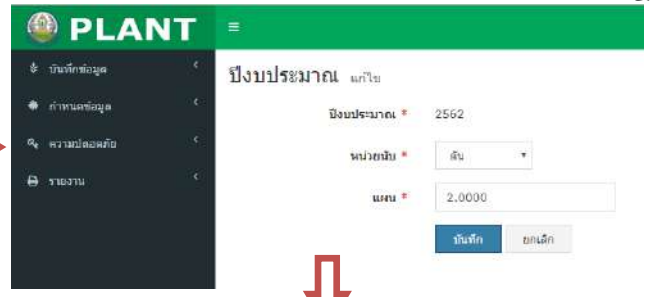 PLANT
บันทึกข้อมูล
กำหนดข้อมูล
ความปลอดภัย
รายงาน
ปีงบประมาณ แก้ไข
ปีงบประมาณ * 2562
หน่วยนับ * ตัน
แผน * 2.0000
บันทึก ยกเลิก